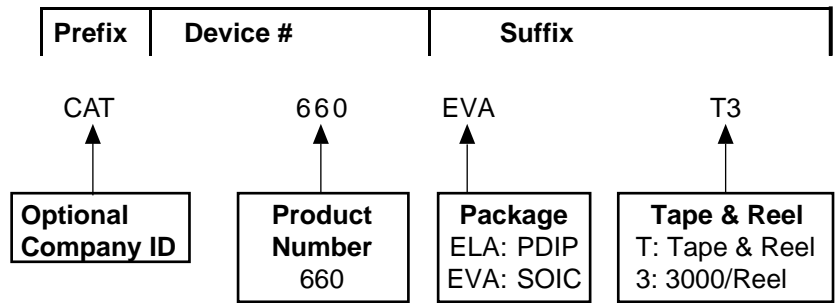 Prefix Device # Suffix
CAT 660 EVA T3
Optional
Company ID
Product
Number
660
Package
ELA: PDIP
EVA: SOIC
Tape & Reel
T: Tape & Reel
3: 3000/Reel